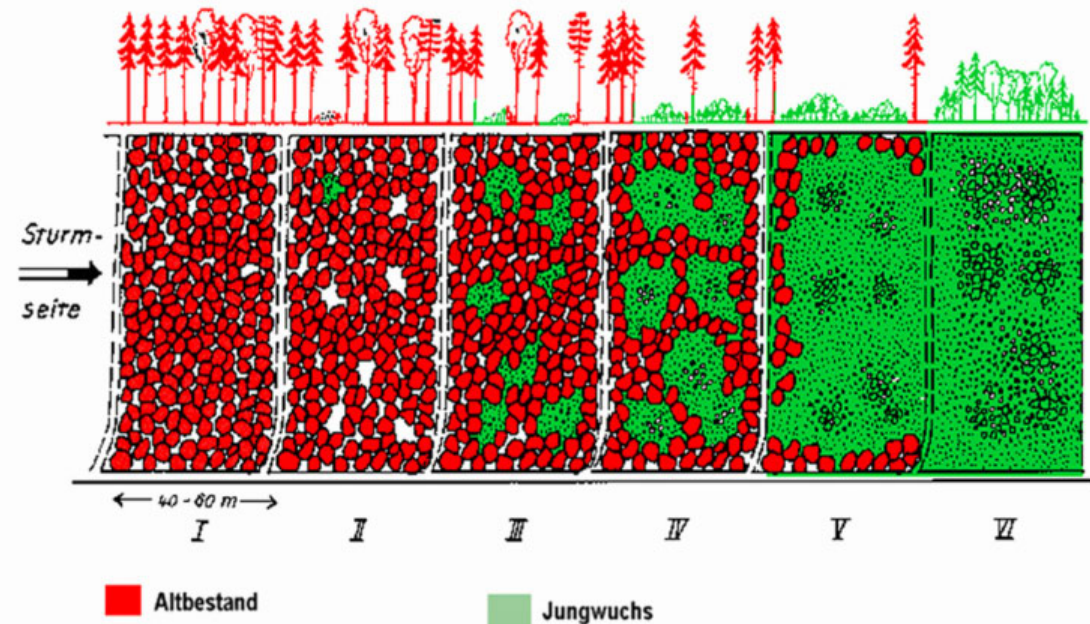 Sturm-
seite
40-60 m
I II III IV V VI
Altbestand Jungwuchs